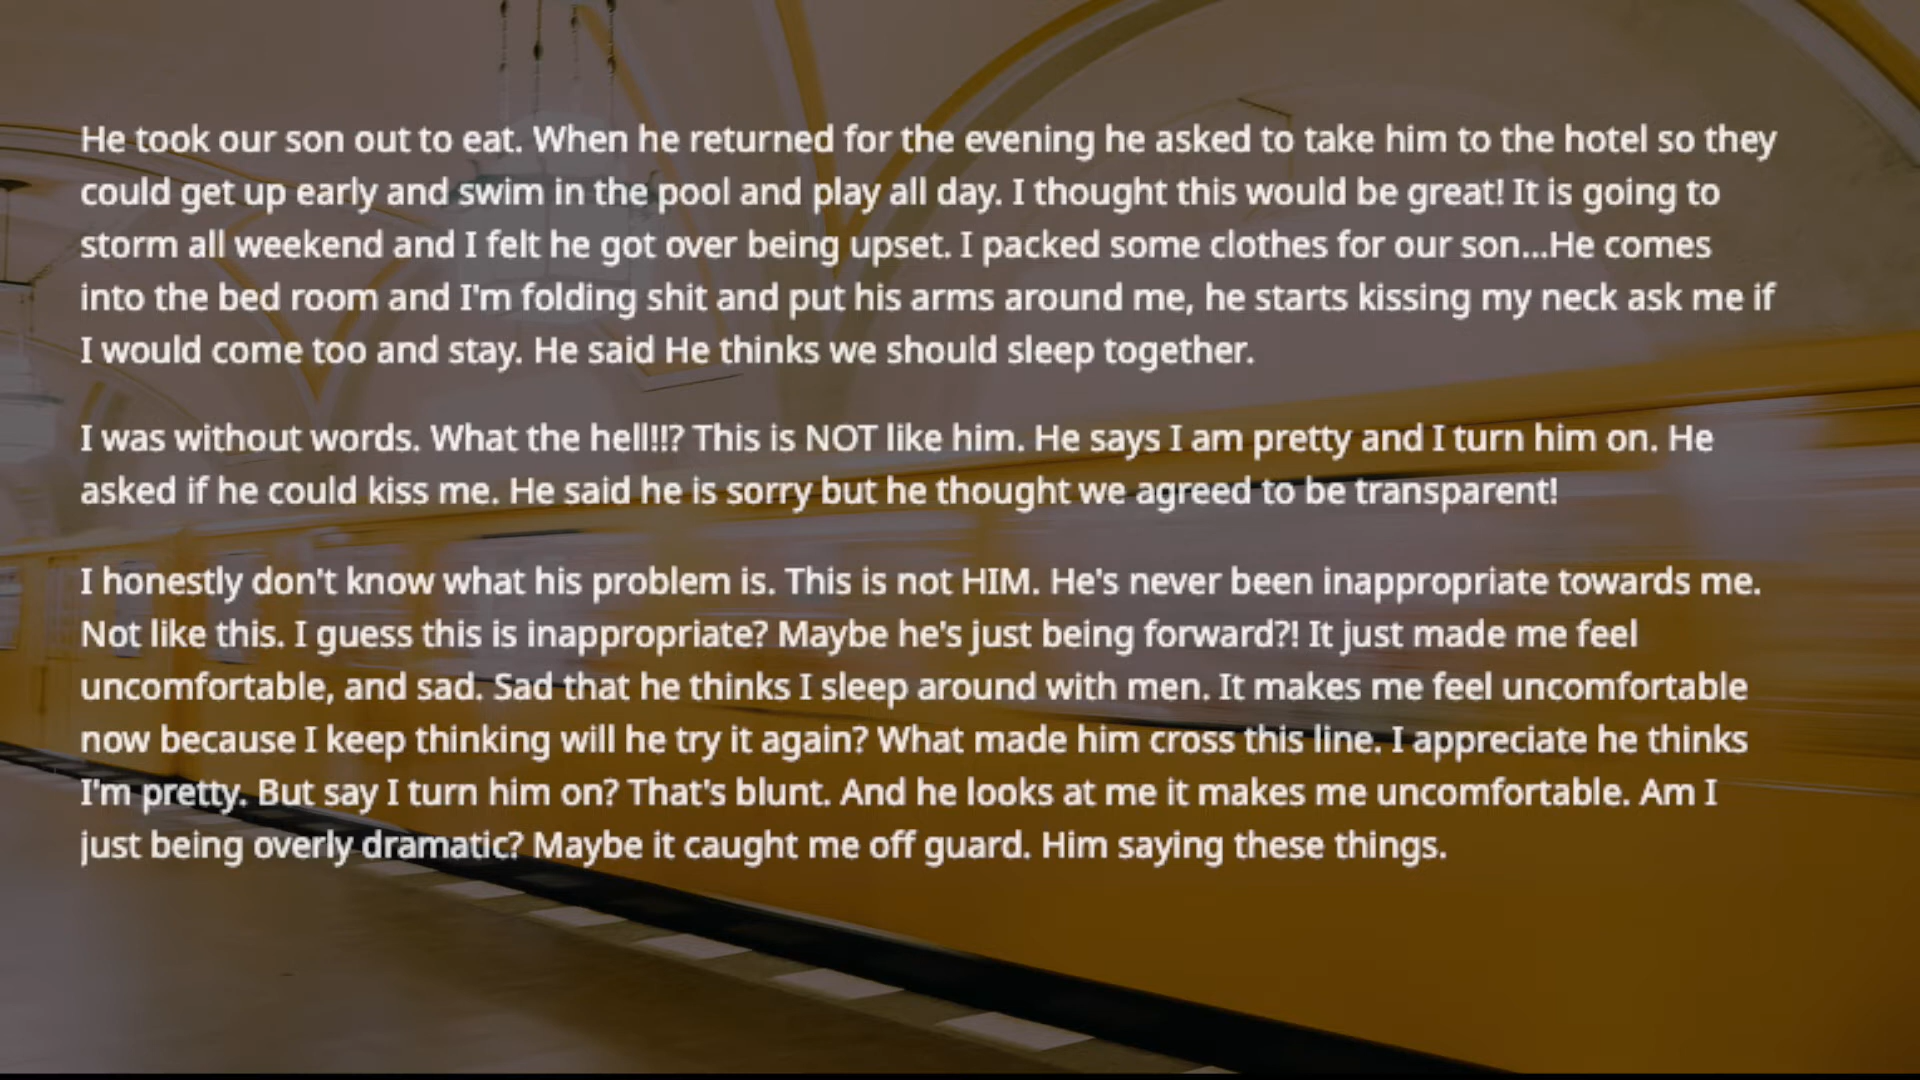 He took our son out to eat. When he returned for the evening he asked to take him to the hotel so they
could get up early and swim in the pool and play all day. I thought this would be great! It is going to
storm all weekend and I felt he got over being upset. I packed some clothes for our son...He comes
into the bed room and I'm folding shit and put his arms around me, he starts kissing my neck ask me if
I would come too and stay. He said He thinks we should sleep together.
I was without words. What the hell!!? This is NOT like him. He says I am pretty and I turn him on. He
asked if he could kiss me. He said he is sorry but he thought we agreed to be transparent!
I honestly don't know what his problem is. This is not HIM. He's never been inappropriate towards me.
Not like this. I guess this is inappropriate? Maybe he's just being forward?! It just made me feel
uncomfortable, and sad. Sad that he thinks I sleep around with men. It makes me feel uncomfortable
now because I keep thinking will he try it again? What made him cross this line. I appreciate he thinks
I'm pretty. But say I turn him on? That's blunt. And he looks at me it makes me uncomfortable. Am I
just being overly dramatic? Maybe it caught me off guard. Him saying these things.